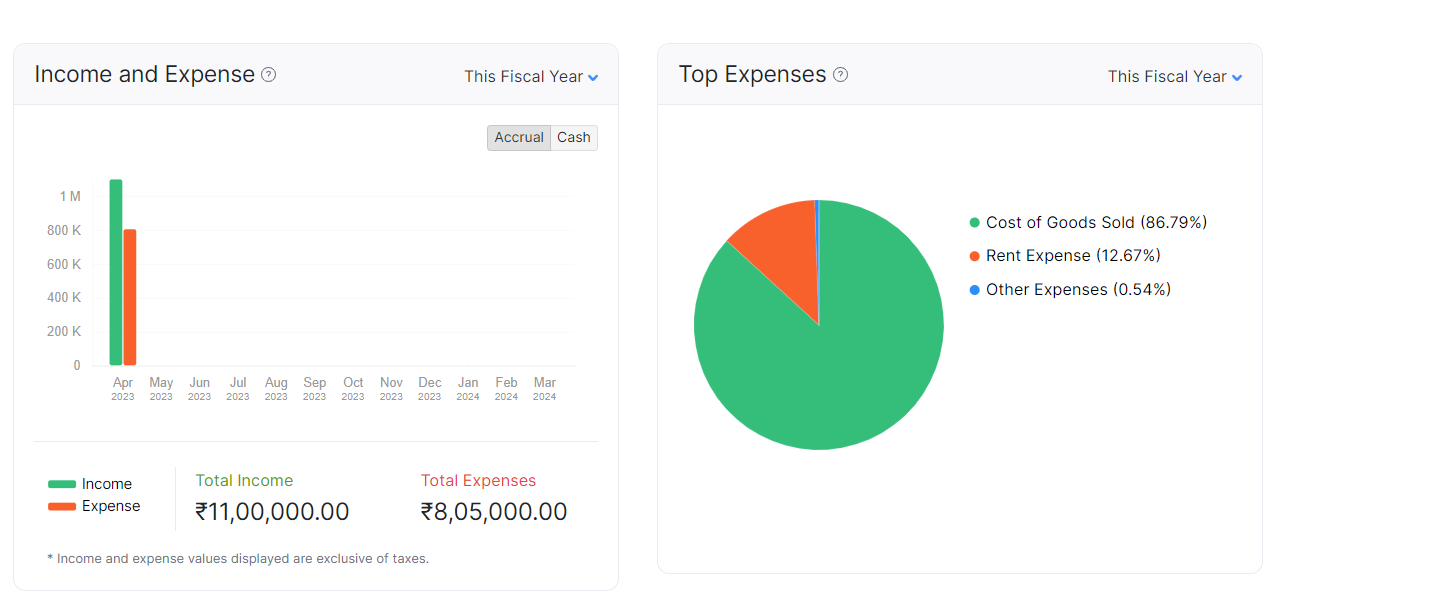 Income and Expense ?
This Fiscal Year
Accrual Cash
1 M
800 K
600 K
400 K
200 K
0
Apr May Jun Jul Aug Sep Oct Nov Dec Jan Feb Mar
2023 2023 2023 2023 2023 2023 2023 2023 2023 2024 2024 2024
Income
Expense
Total Income
₹11,00,000.00
Total Expenses
₹8,05,000.00
* Income and expense values displayed are exclusive of taxes.
Top Expenses ?
This Fiscal Year
Cost of Goods Sold (86.79%)
Rent Expense (12.67%)
Other Expenses (0.54%)